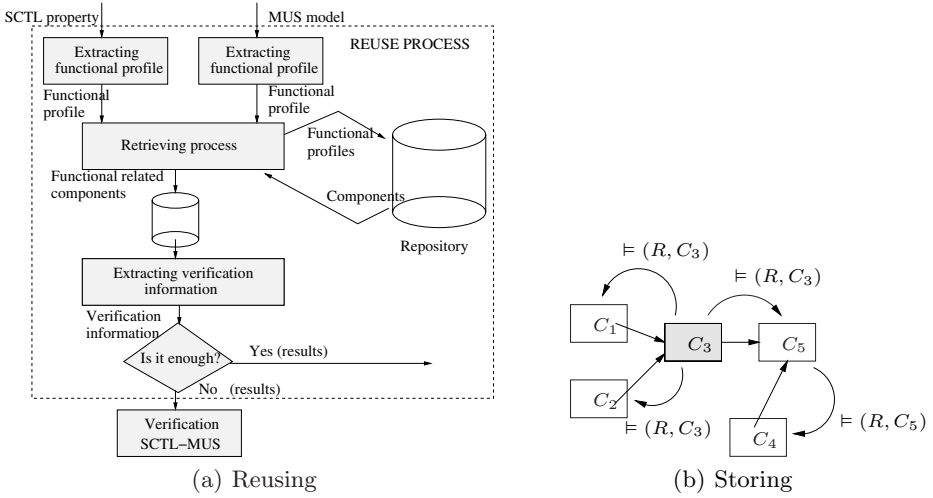 SCTL property
MUS model
REUSE PROCESS
Extracting
functional profile
Extracting
functional profile
Functional
profile
Functional
profile
Retrieving process
Functional
profiles
Functional related
components
Components
Repository
Extracting verification
information
Verification
information
Is it enough?
Yes (results)
No (results)
Verification
SCTL−MUS
(a) Reusing
⊨ (R, C₃)
⊨ (R, C₃)
C₁
C₃
C₅
C₂
⊨ (R, C₃)
⊨ (R, C₅)
C₄
(b) Storing